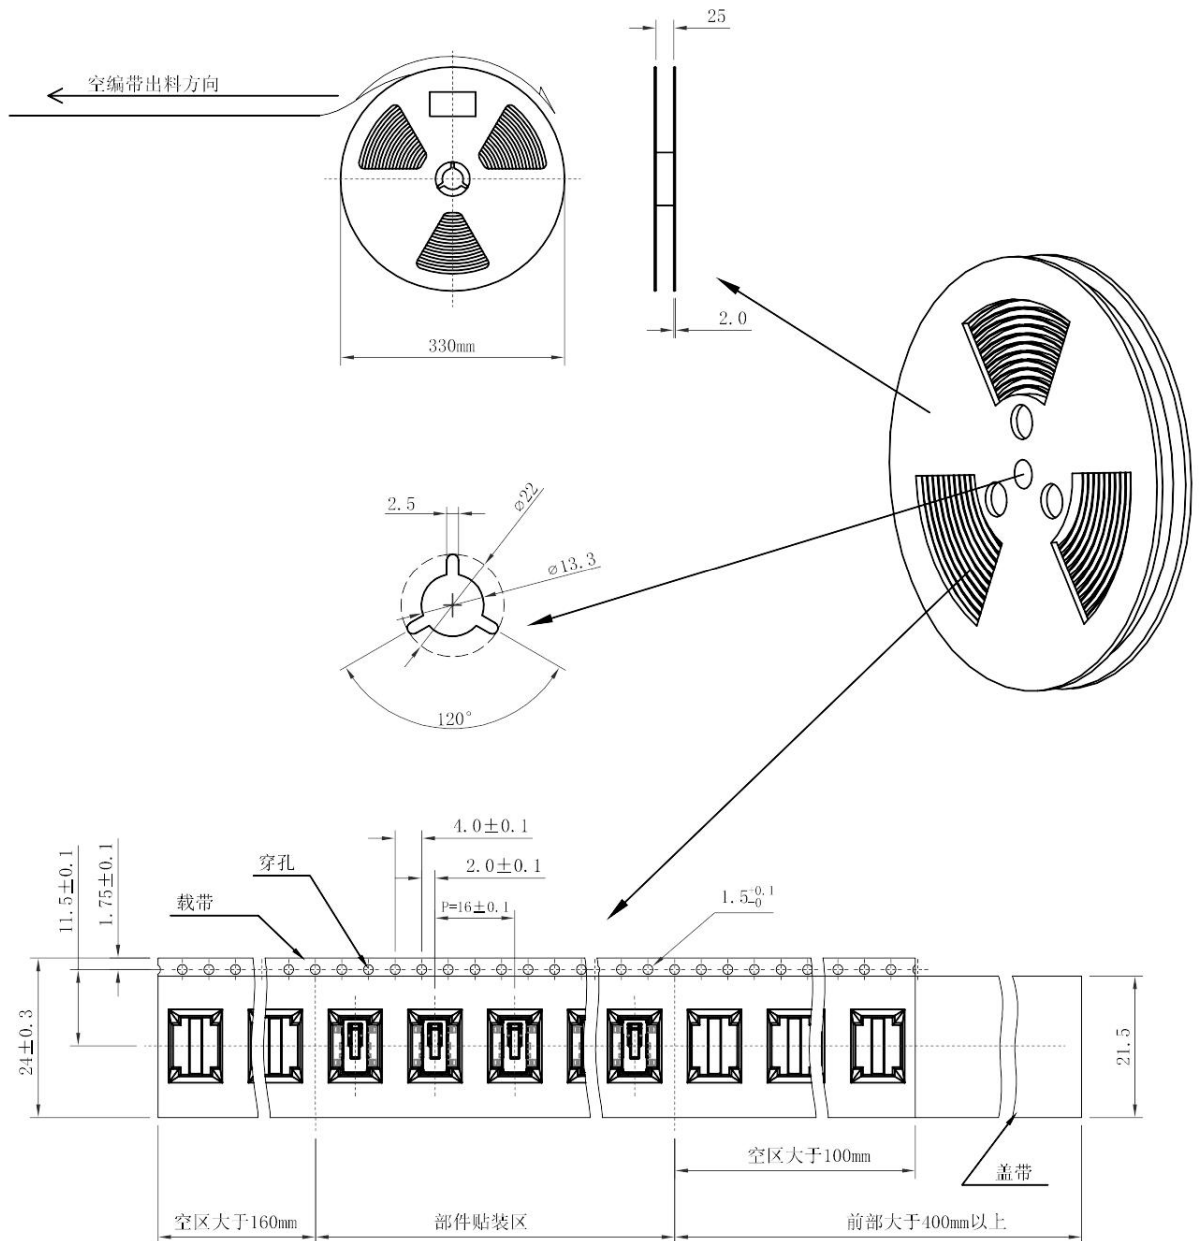 25
空编带出料方向
2.0
330mm
2.5
ø22
ø13.3
120°
4.0±0.1
穿孔
2.0±0.1
1.5+0.1-0
载带
P=16±0.1
11.5±0.1
1.75±0.1
24±0.3
21.5
空区大于100mm
盖带
空区大于160mm
部件贴装区
前部大于400mm以上